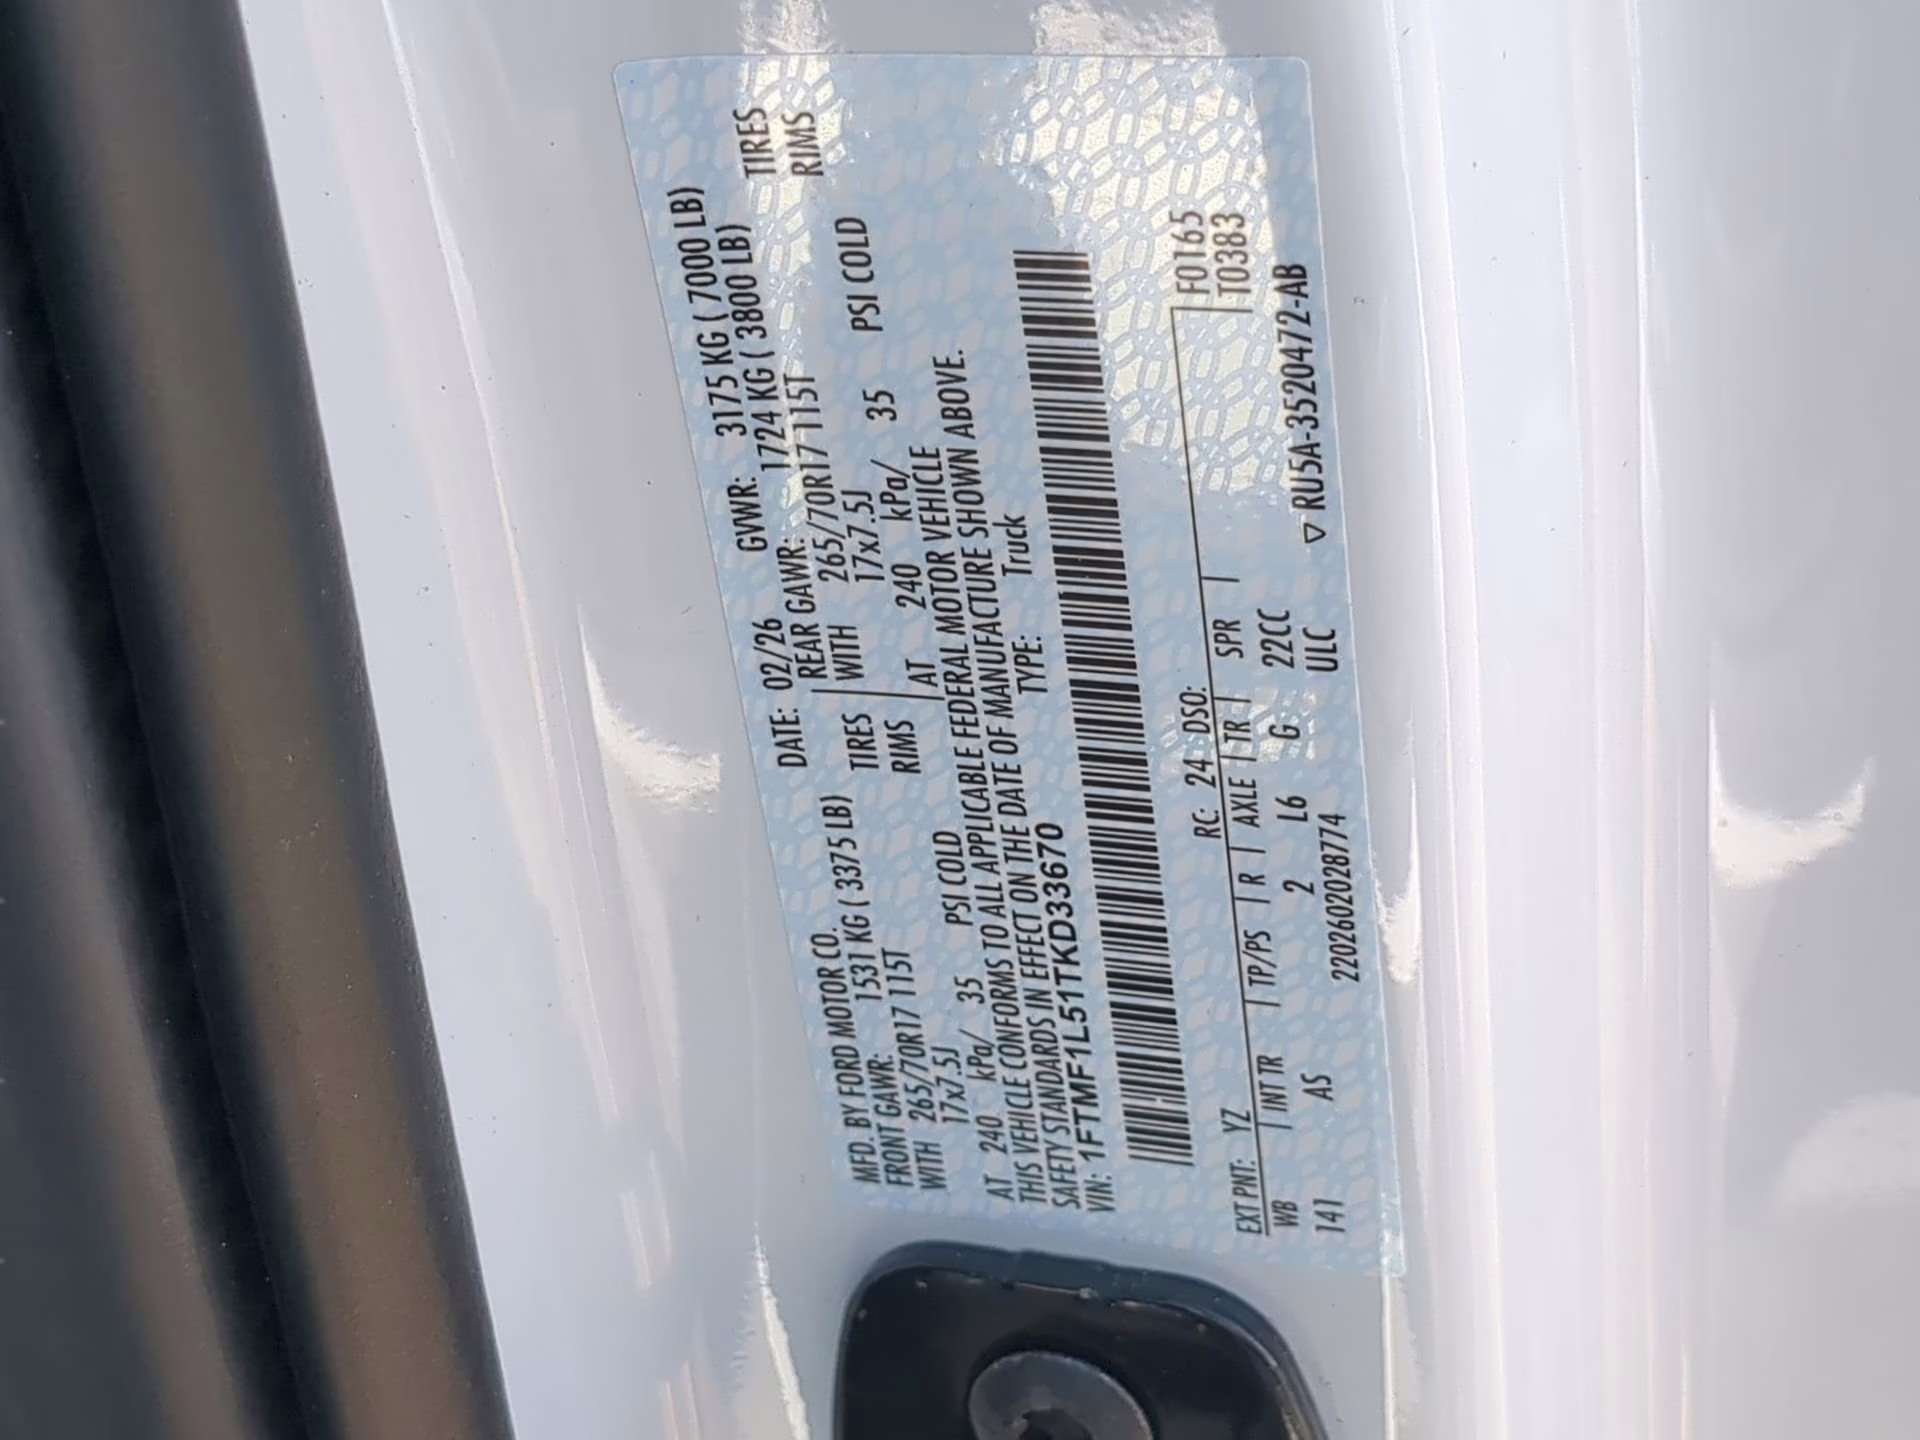 MFD. BY FORD MOTOR CO. DATE: 02/26 GVWR: 3175 KG ( 7000 LB)
FRONT GAWR: 1531 KG ( 3375 LB) REAR GAWR: 1724 KG ( 3800 LB)
WITH 265/70R17 115T TIRES WITH 265/70R17 115T TIRES
17x7.5J RIMS 17x7.5J RIMS
AT 240 kPa/ 35 PSI COLD AT 240 kPa/ 35 PSI COLD
THIS VEHICLE CONFORMS TO ALL APPLICABLE FEDERAL MOTOR VEHICLE
SAFETY STANDARDS IN EFFECT ON THE DATE OF MANUFACTURE SHOWN ABOVE.
VIN: 1FTMF1L51TKD33670 TYPE: Truck
EXT PNT: YZ RC: 24 DSO: F0165
WB INT TR TP/PS R AXLE TR SPR T0383
141 AS 2 L6 G 22CC
2202602028774 ULC ▽ RU5A-3520472-AB